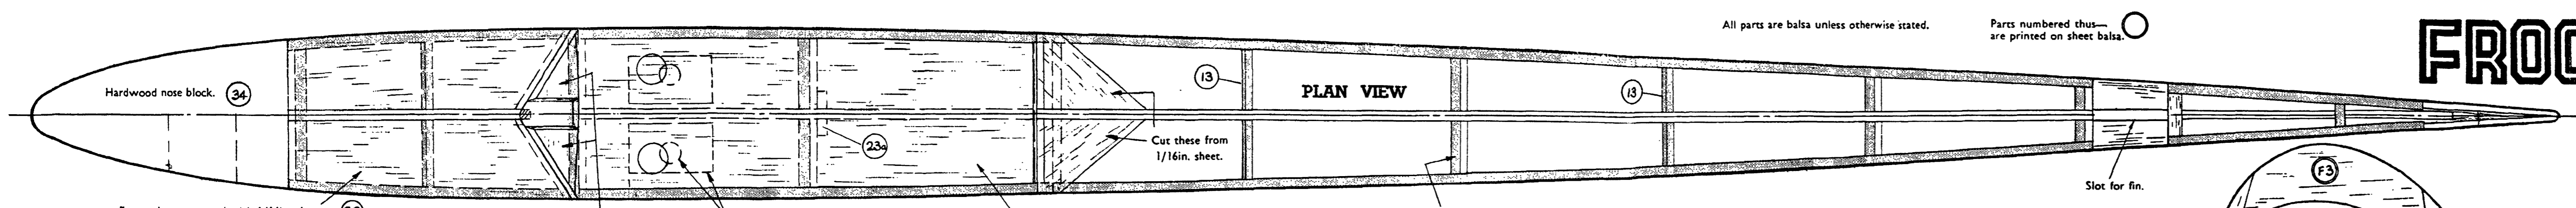 All parts are balsa unless otherwise stated.
Parts numbered thus—
are printed on sheet balsa.
FROG
Hardwood nose block. 34
13
PLAN VIEW
13
23a
Cut these from
1/16in. sheet.
Slot for fin.
F3